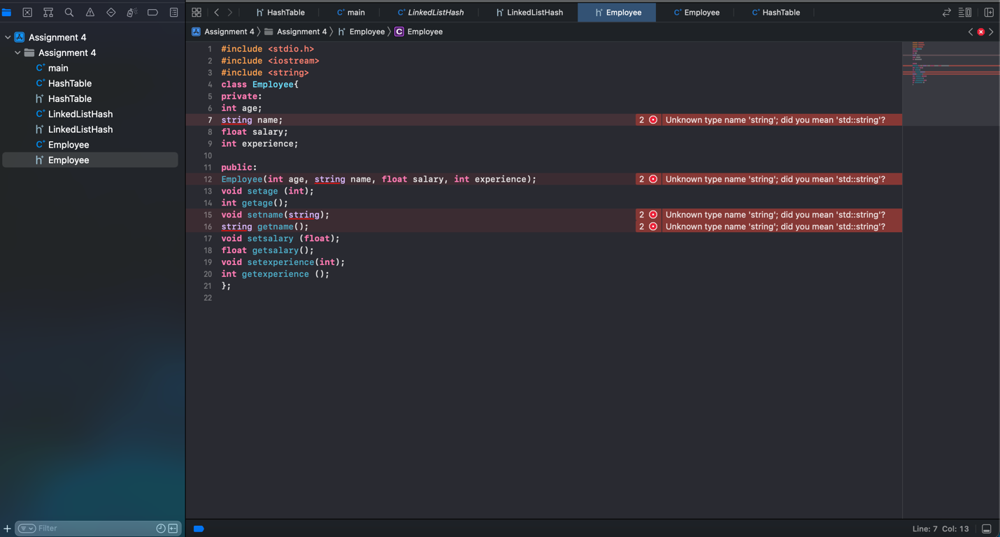 HashTable
main
LinkedListHash
LinkedListHash
Employee
Employee
HashTable
Assignment 4
Assignment 4
main
HashTable
HashTable
LinkedListHash
LinkedListHash
Employee
Employee
Assignment 4 〉 Assignment 4 〉 Employee 〉 C Employee
1 #include <stdio.h>
2 #include <iostream>
3 #include <string>
4 class Employee{
5 private:
6 int age;
7 string name; 2 Unknown type name 'string'; did you mean 'std::string'?
8 float salary;
9 int experience;
10
11 public:
12 Employee(int age, string name, float salary, int experience); 2 Unknown type name 'string'; did you mean 'std::string'?
13 void setage (int);
14 int getage();
15 void setname(string); 2 Unknown type name 'string'; did you mean 'std::string'?
16 string getname(); 2 Unknown type name 'string'; did you mean 'std::string'?
17 void setsalary (float);
18 float getsalary();
19 void setexperience(int);
20 int getexperience ();
21 };
22
Filter
Line: 7 Col: 13